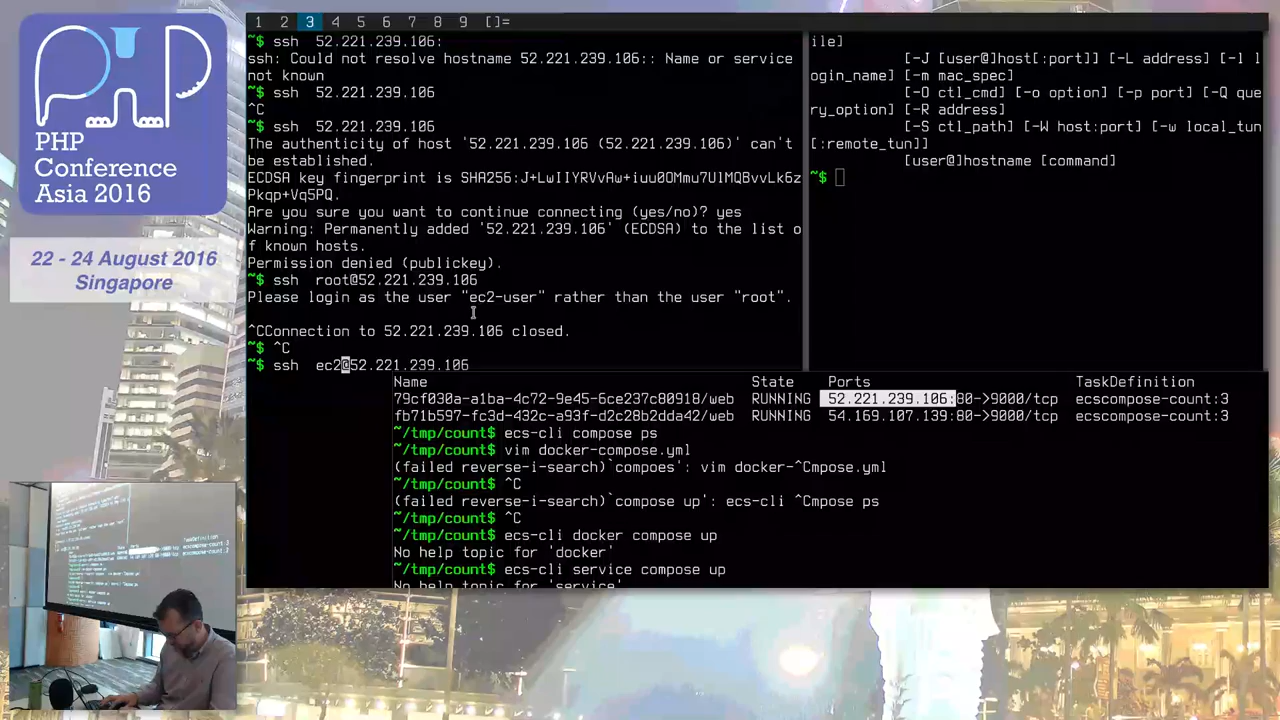 PHP
Conference
Asia 2016
22 - 24 August 2016
Singapore
1 2 3 4 5 6 7 8 9 []=
~$ ssh 52.221.239.106:
ssh: Could not resolve hostname 52.221.239.106:: Name or service
not known
~$ ssh 52.221.239.106
^C
~$ ssh 52.221.239.106
The authenticity of host '52.221.239.106 (52.221.239.106)' can't
be established.
ECDSA key fingerprint is SHA256:J+LwIIYRVvAw+iuu0OMmu7UlMQBvvLk6z
Pkqp+Vq5PQ.
Are you sure you want to continue connecting (yes/no)? yes
Warning: Permanently added '52.221.239.106' (ECDSA) to the list o
f known hosts.
Permission denied (publickey).
~$ ssh root@52.221.239.106
Please login as the user "ec2-user" rather than the user "root".
^CConnection to 52.221.239.106 closed.
~$ ^C
~$ ssh ec2@52.221.239.106
ile]
[-J [user@]host[:port]] [-L address] [-l l
ogin_name] [-m mac_spec]
[-O ctl_cmd] [-o option] [-p port] [-Q que
ry_option] [-R address]
[-S ctl_path] [-W host:port] [-w local_tun
[:remote_tun]]
[user@]hostname [command]
~$
Name State Ports TaskDefinition
79cf030a-a1ba-4c72-9e45-6ce237c80918/web RUNNING 52.221.239.106:80->9000/tcp ecscompose-count:3
fb71b597-fc3d-432c-a93f-d2c28b2dda42/web RUNNING 54.169.107.139:80->9000/tcp ecscompose-count:3
~/tmp/count$ ecs-cli compose ps
~/tmp/count$ vim docker-compose.yml
(failed reverse-i-search)`compoes': vim docker-^Cmpose.yml
~/tmp/count$ ^C
(failed reverse-i-search)`compose up': ecs-cli ^Cmpose ps
~/tmp/count$ ^C
~/tmp/count$ ecs-cli docker compose up
No help topic for 'docker'
~/tmp/count$ ecs-cli service compose up
No help topic for 'service'